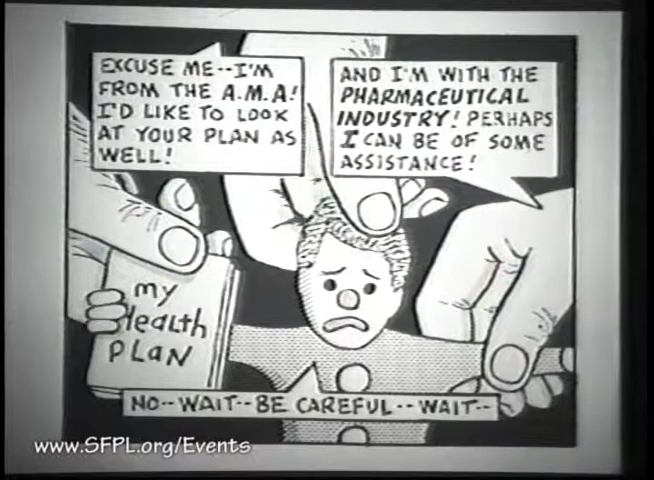 EXCUSE ME--I'M
FROM THE A.M.A!
I'D LIKE TO LOOK
AT YOUR PLAN AS
WELL!
AND I'M WITH THE
PHARMACEUTICAL
INDUSTRY! PERHAPS
I CAN BE OF SOME
ASSISTANCE!
my
Health
PLAN
NO--WAIT--BE CAREFUL--WAIT--
www.SFPL.org/Events